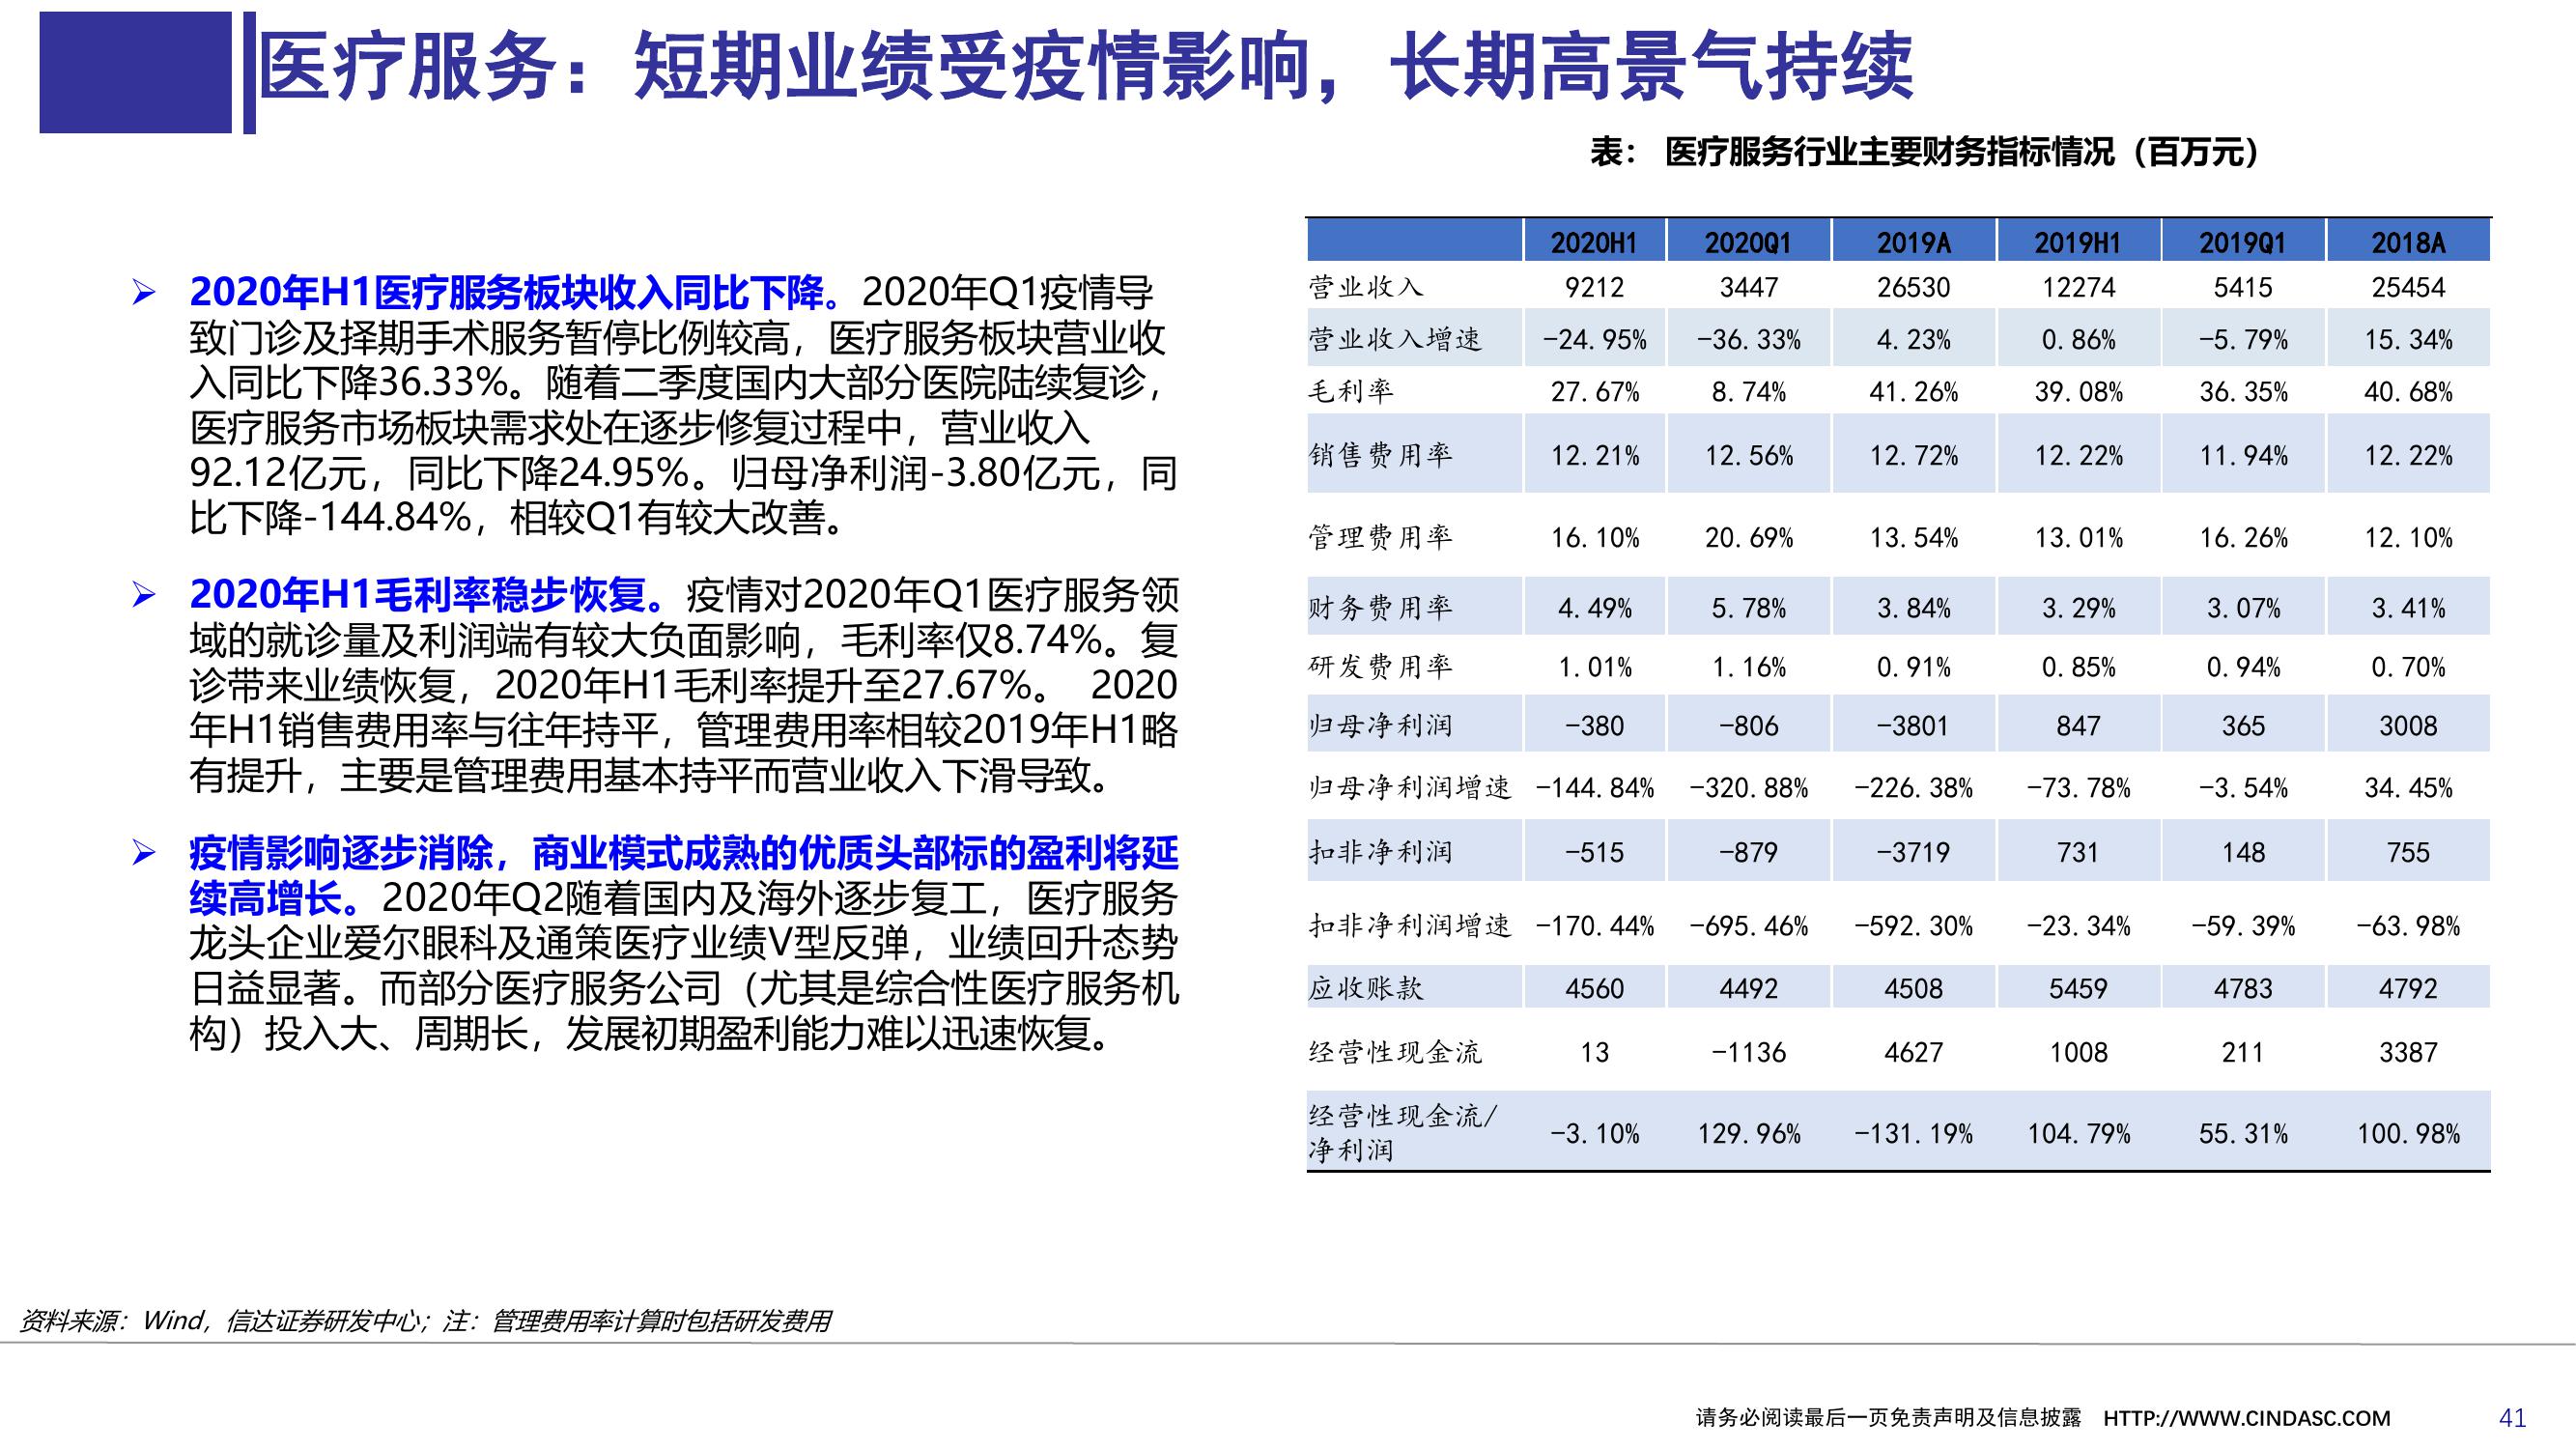 医疗服务：短期业绩受疫情影响，长期高景气持续
➢ 2020年H1医疗服务板块收入同比下降。2020年Q1疫情导
致门诊及择期手术服务暂停比例较高，医疗服务板块营业收
入同比下降36.33%。随着二季度国内大部分医院陆续复诊，
医疗服务市场板块需求处在逐步修复过程中，营业收入
92.12亿元，同比下降24.95%。归母净利润-3.80亿元，同
比下降-144.84%，相较Q1有较大改善。
➢ 2020年H1毛利率稳步恢复。疫情对2020年Q1医疗服务领
域的就诊量及利润端有较大负面影响，毛利率仅8.74%。复
诊带来业绩恢复，2020年H1毛利率提升至27.67%。 2020
年H1销售费用率与往年持平，管理费用率相较2019年H1略
有提升，主要是管理费用基本持平而营业收入下滑导致。
➢ 疫情影响逐步消除，商业模式成熟的优质头部标的盈利将延
续高增长。2020年Q2随着国内及海外逐步复工，医疗服务
龙头企业爱尔眼科及通策医疗业绩V型反弹，业绩回升态势
日益显著。而部分医疗服务公司（尤其是综合性医疗服务机
构）投入大、周期长，发展初期盈利能力难以迅速恢复。
表： 医疗服务行业主要财务指标情况（百万元）
2020H1 2020Q1 2019A 2019H1 2019Q1 2018A
营业收入 9212 3447 26530 12274 5415 25454
营业收入增速 -24.95% -36.33% 4.23% 0.86% -5.79% 15.34%
毛利率 27.67% 8.74% 41.26% 39.08% 36.35% 40.68%
销售费用率 12.21% 12.56% 12.72% 12.22% 11.94% 12.22%
管理费用率 16.10% 20.69% 13.54% 13.01% 16.26% 12.10%
财务费用率 4.49% 5.78% 3.84% 3.29% 3.07% 3.41%
研发费用率 1.01% 1.16% 0.91% 0.85% 0.94% 0.70%
归母净利润 -380 -806 -3801 847 365 3008
归母净利润增速 -144.84% -320.88% -226.38% -73.78% -3.54% 34.45%
扣非净利润 -515 -879 -3719 731 148 755
扣非净利润增速 -170.44% -695.46% -592.30% -23.34% -59.39% -63.98%
应收账款 4560 4492 4508 5459 4783 4792
经营性现金流 13 -1136 4627 1008 211 3387
经营性现金流/
净利润 -3.10% 129.96% -131.19% 104.79% 55.31% 100.98%
资料来源：Wind，信达证券研发中心；注：管理费用率计算时包括研发费用
请务必阅读最后一页免责声明及信息披露 HTTP://WWW.CINDASC.COM 41